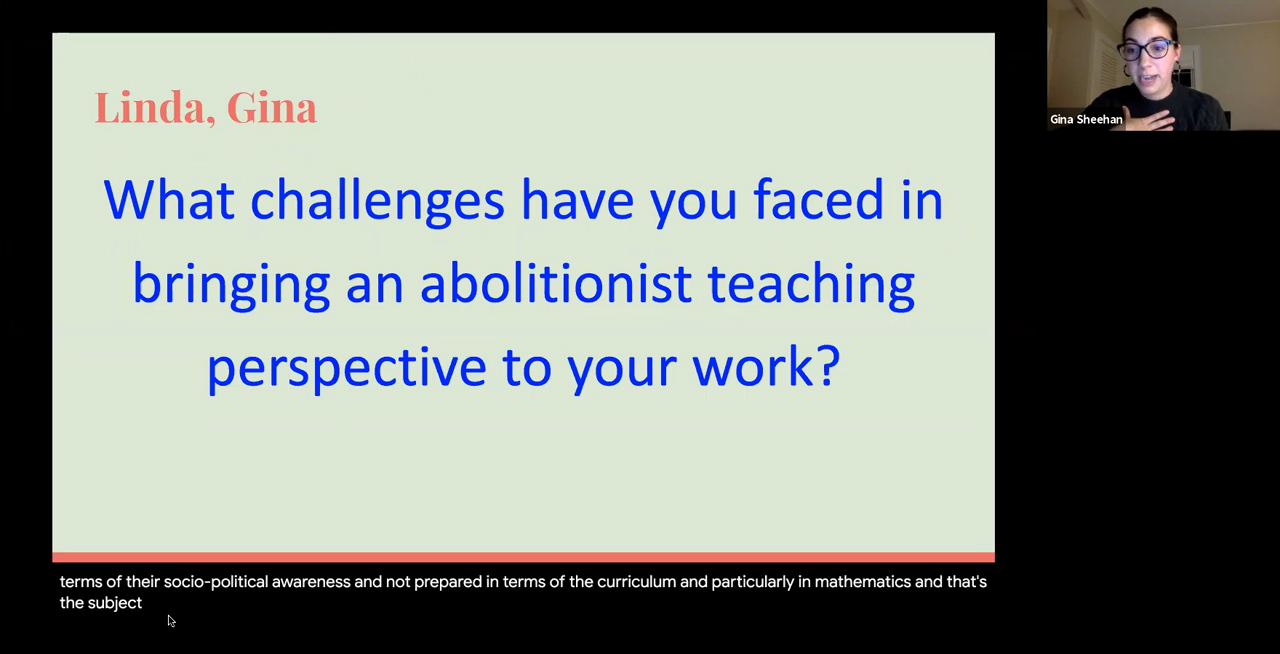 Linda, Gina
What challenges have you faced in
bringing an abolitionist teaching
perspective to your work?
Gina Sheehan
terms of their socio-political awareness and not prepared in terms of the curriculum and particularly in mathematics and that's
the subject